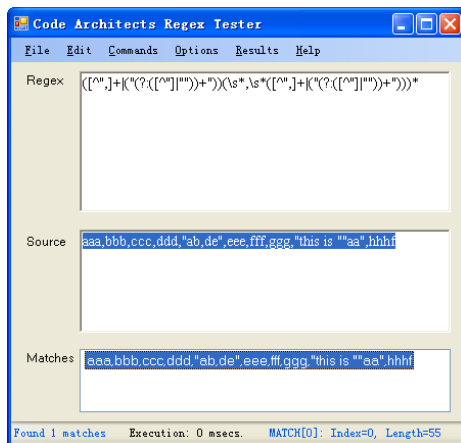 Code Architects Regex Tester
File Edit Commands Options Results Help
Regex
([^",]+|("(?:([^"]|""))+"))(\s*,\s*([^",]+|("(?:([^"]|""))+")))*
Source
aaa,bbb,ccc,ddd,"ab,de",eee,fff,ggg,"this is ""aa",hhhf
Matches
aaa,bbb,ccc,ddd,"ab,de",eee,fff,ggg,"this is ""aa",hhhf
Found 1 matches Execution: 0 msecs. MATCH[0]: Index=0, Length=55